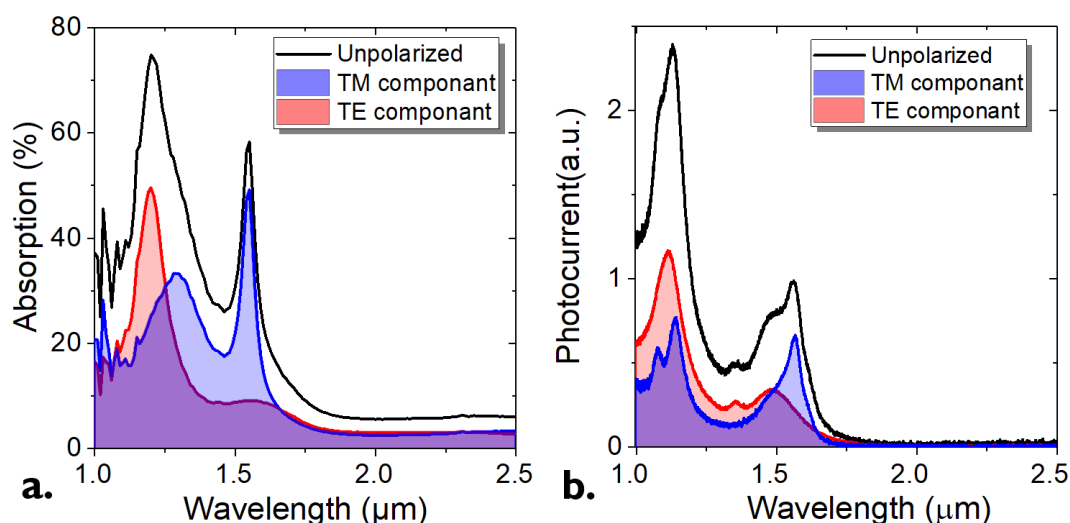 80
60
40
20
0
Absorption (%)
Unpolarized
TM componant
TE componant
1.0 1.5 2.0 2.5
Wavelength (µm)
a.
2
1
0
Photocurrent(a.u.)
Unpolarized
TM componant
TE componant
1.0 1.5 2.0 2.5
Wavelength (µm)
b.